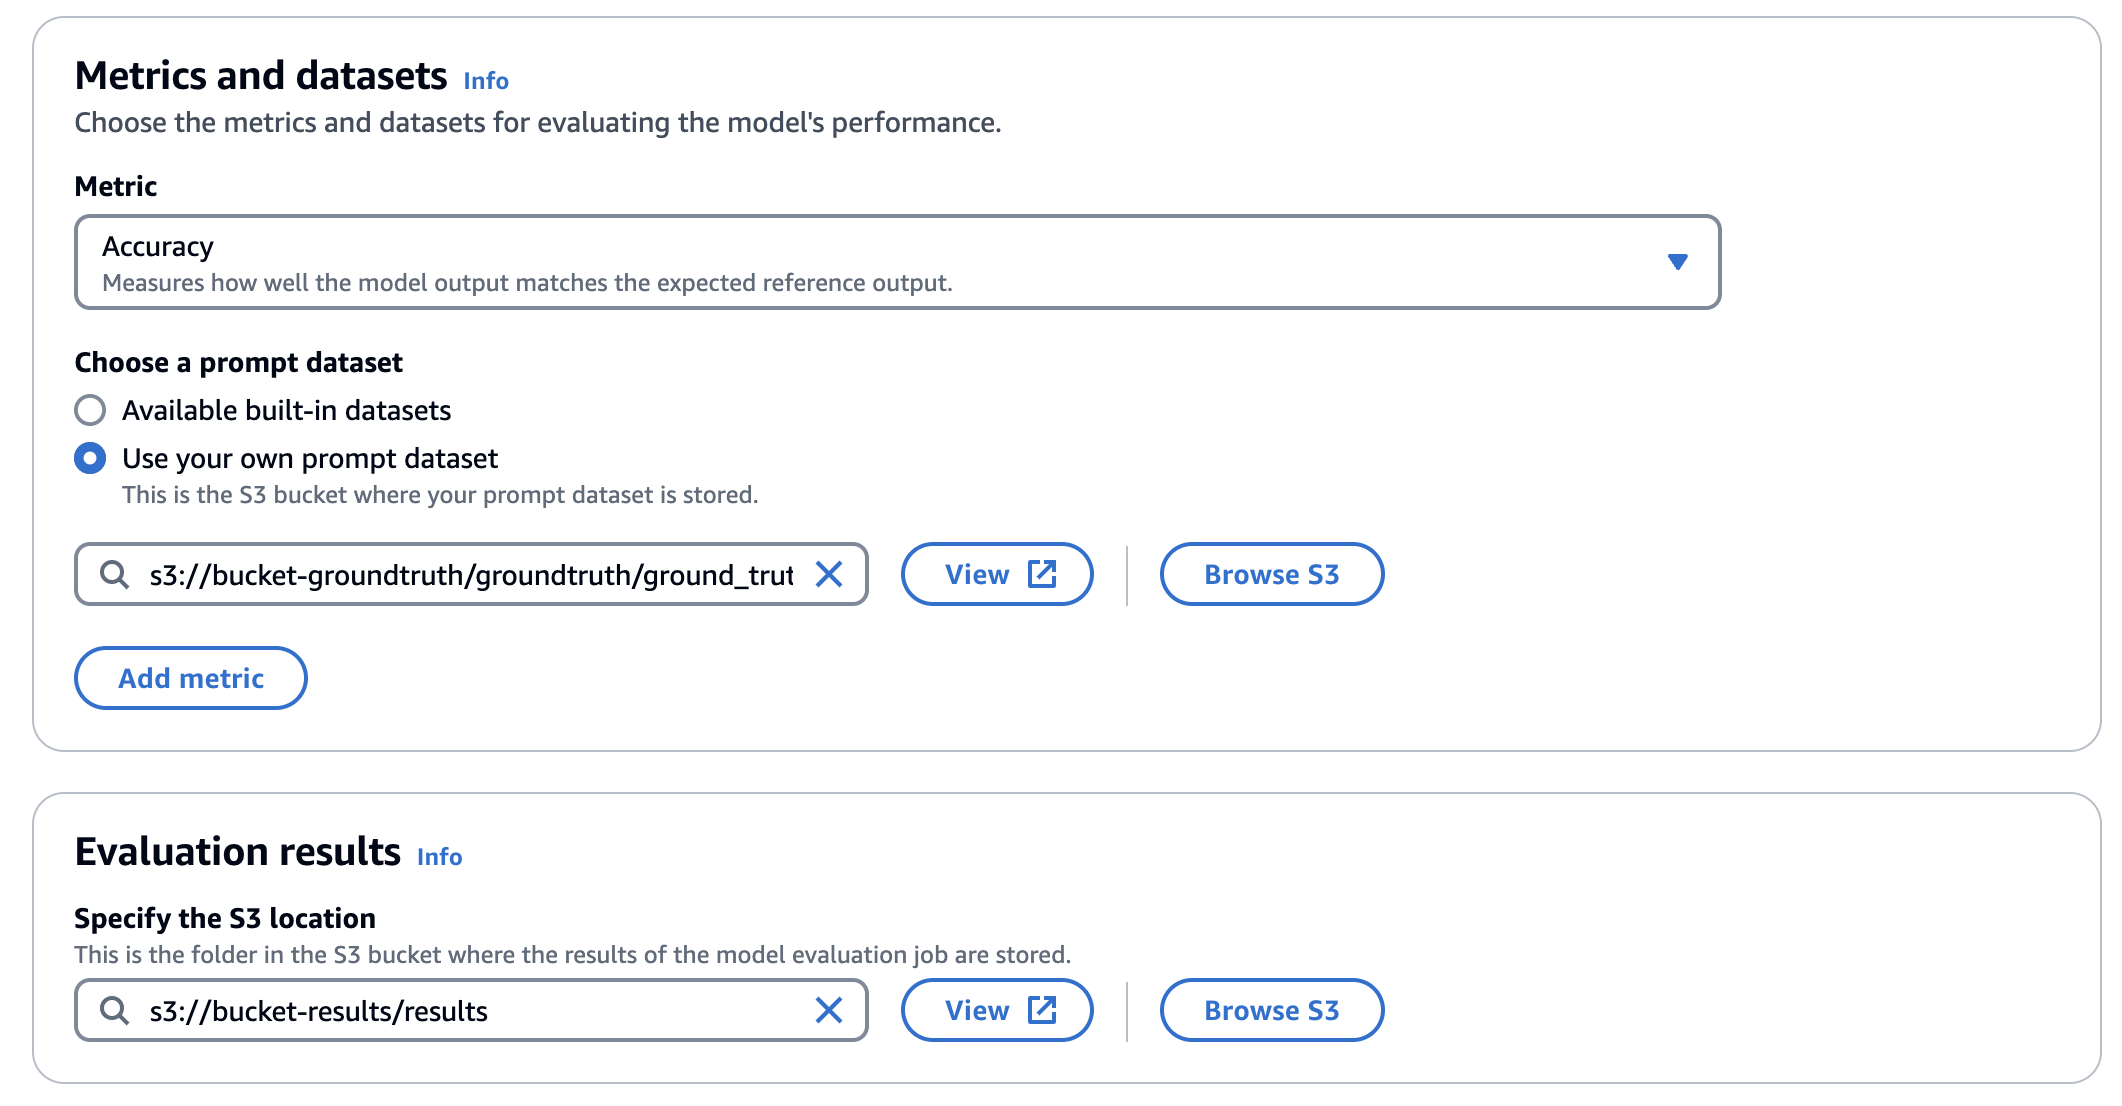 Metrics and datasets Info
Choose the metrics and datasets for evaluating the model's performance.
Metric
Accuracy
Measures how well the model output matches the expected reference output.
Choose a prompt dataset
Available built-in datasets
Use your own prompt dataset
This is the S3 bucket where your prompt dataset is stored.
s3://bucket-groundtruth/groundtruth/ground_trut View Browse S3
Add metric
Evaluation results Info
Specify the S3 location
This is the folder in the S3 bucket where the results of the model evaluation job are stored.
s3://bucket-results/results View Browse S3